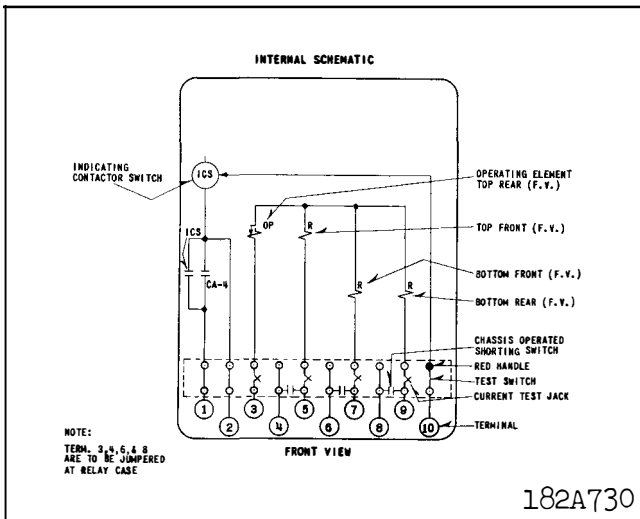 INTERNAL SCHEMATIC
INDICATING
CONTACTOR SWITCH
ICS
OPERATING ELEMENT
TOP REAR (F.V.)
OP
R
TOP FRONT (F.V.)
ICS
CA-4
BOTTOM FRONT (F.V.)
R
R
BOTTOM REAR (F.V.)
CHASSIS OPERATED
SHORTING SWITCH
RED HANDLE
TEST SWITCH
CURRENT TEST JACK
1
3
5
7
9
2
4
6
8
10
TERMINAL
NOTE:
TERM. 3,4,6,& 8
ARE TO BE JUMPERED
AT RELAY CASE
FRONT VIEW
182A730